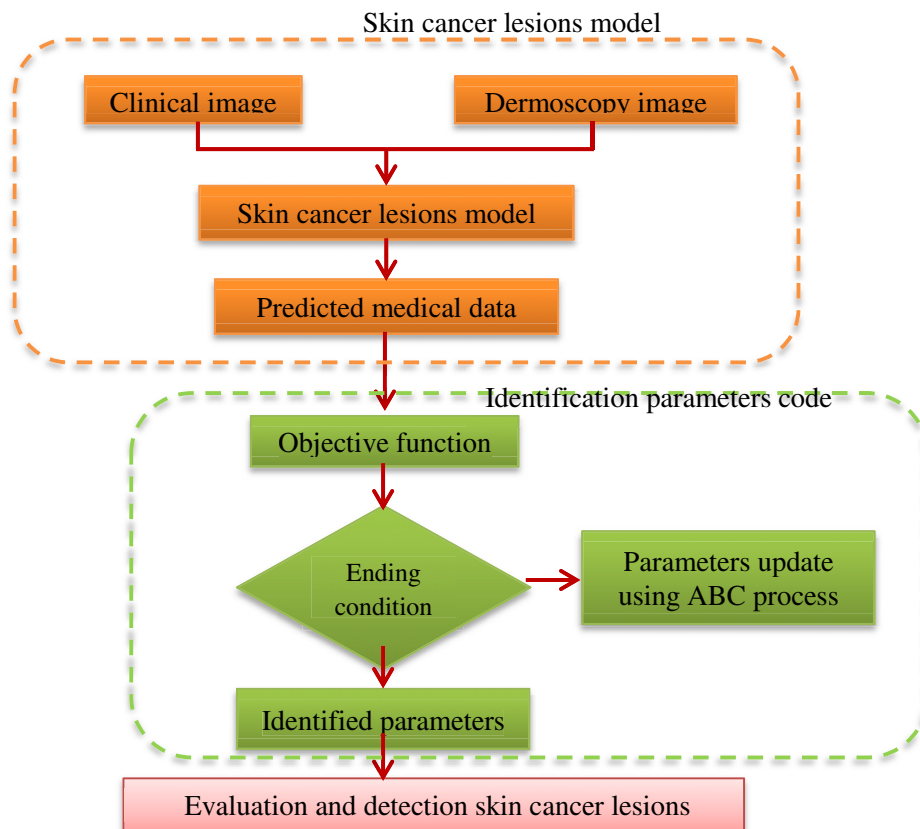 Skin cancer lesions model
Clinical image
Dermoscopy image
Skin cancer lesions model
Predicted medical data
Identification parameters code
Objective function
Ending
condition
Parameters update
using ABC process
Identified parameters
Evaluation and detection skin cancer lesions